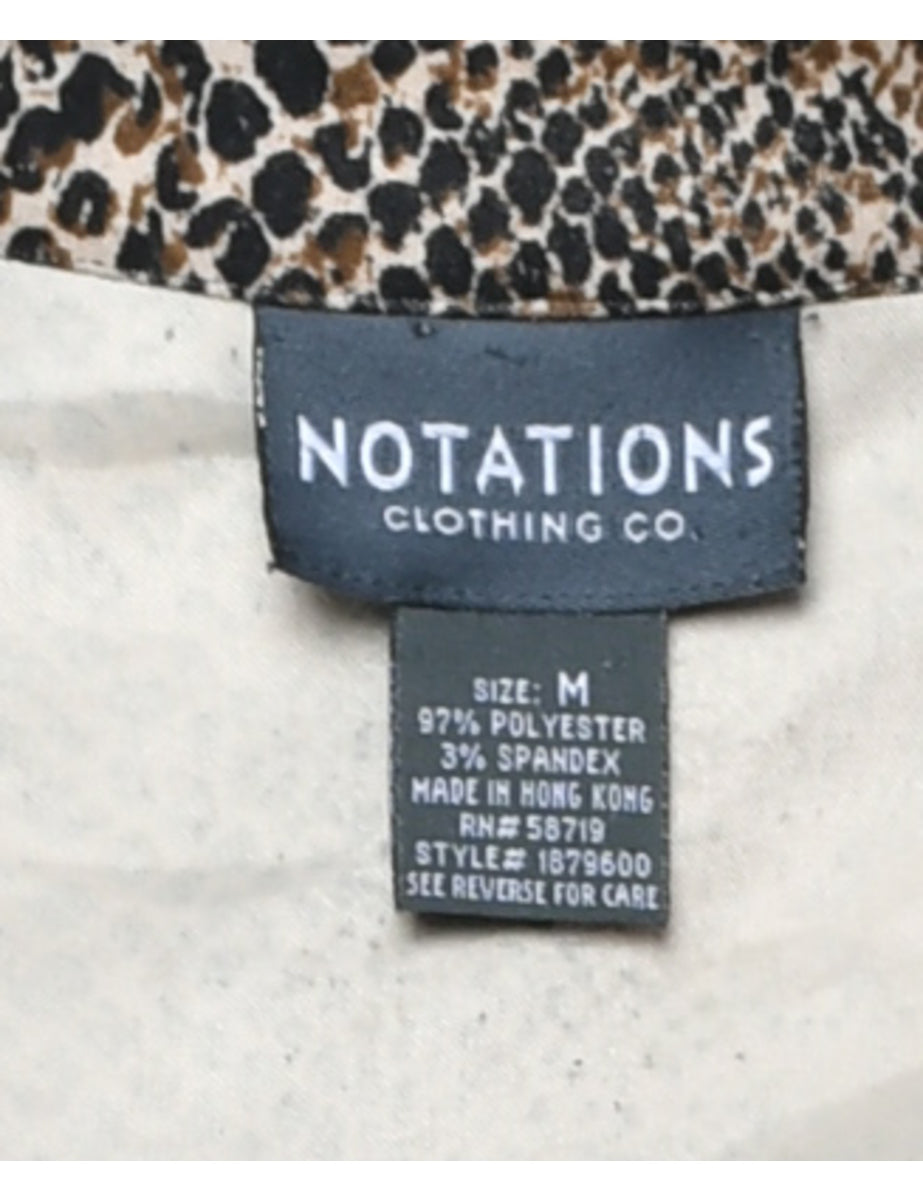 NOTATIONS
CLOTHING CO.
SIZE: M
97% POLYESTER
3% SPANDEX
MADE IN HONG KONG
RN# 58719
STYLE# 1879600
SEE REVERSE FOR CARE